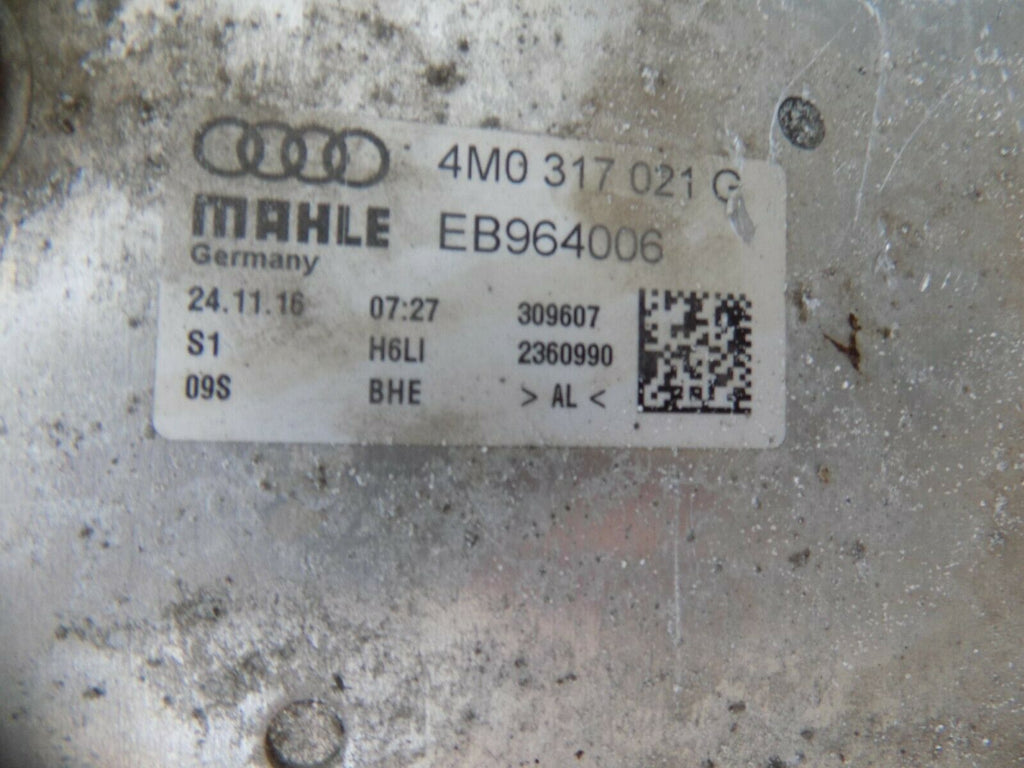 4M0 317 021 G
MAHLE EB964006
Germany
24.11.16 07:27 309607
S1 H6LI 2360990
09S BHE > AL <